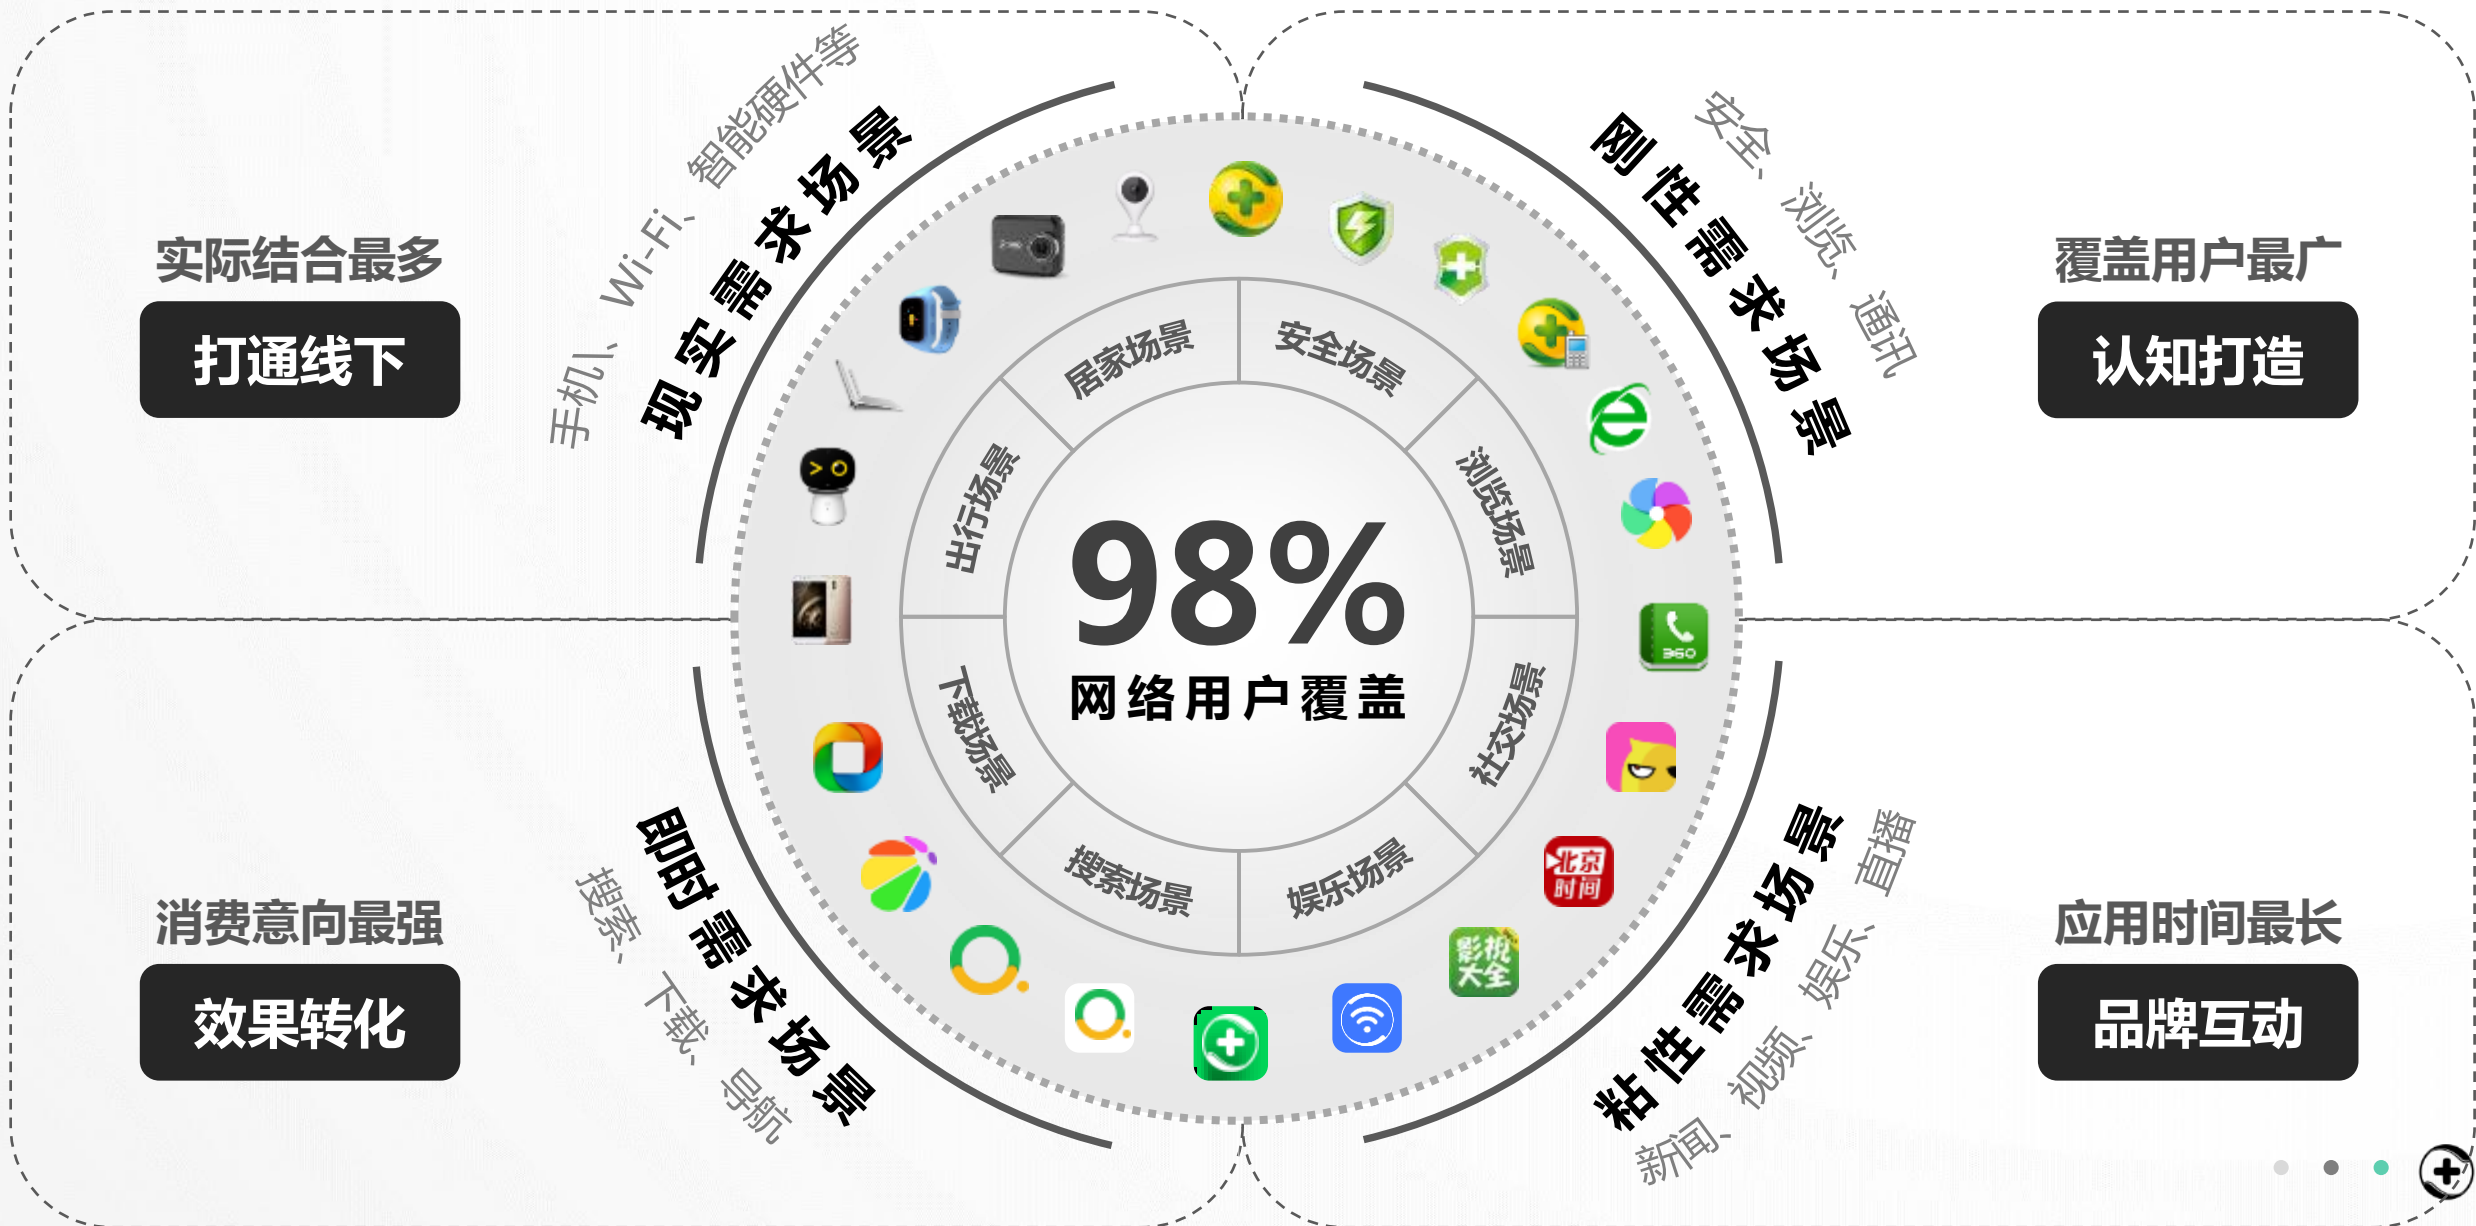 实际结合最多
打通线下
手机、Wi-Fi、智能硬件等
现实需求场景
刚性需求场景
安全、浏览、通讯
覆盖用户最广
认知打造
居家场景
安全场景
出行场景
浏览场景
98%
网络用户覆盖
下载场景
社交场景
搜索场景
娱乐场景
360
北京
时间
影视
大全
消费意向最强
效果转化
搜索、下载、导航
即时需求场景
粘性需求场景
新闻、视频、娱乐、直播
应用时间最长
品牌互动